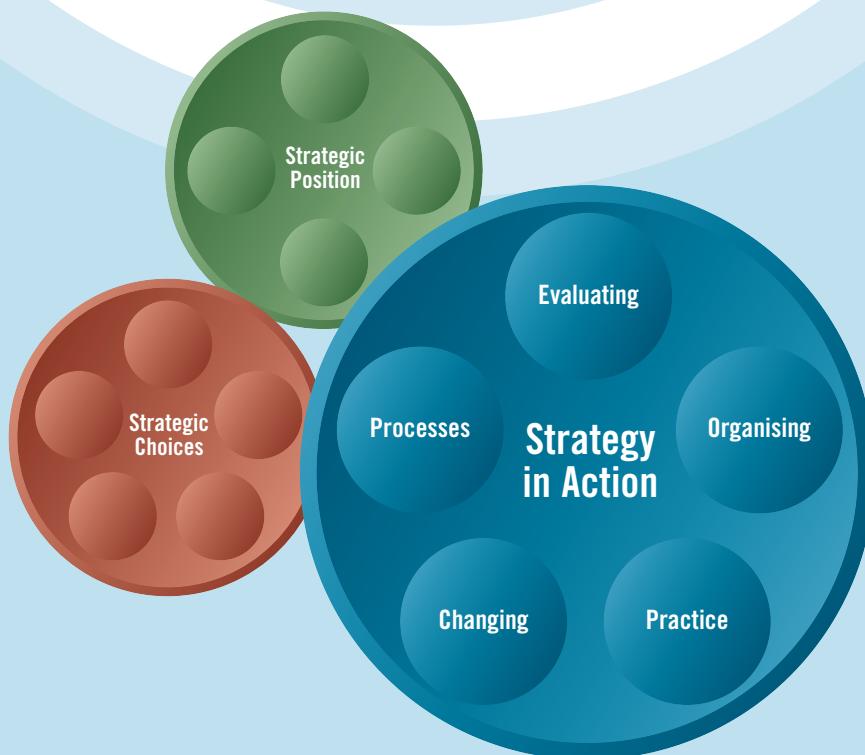 Strategic
Position
Strategic
Choices
Evaluating
Processes
Organising
Strategy
in Action
Changing
Practice